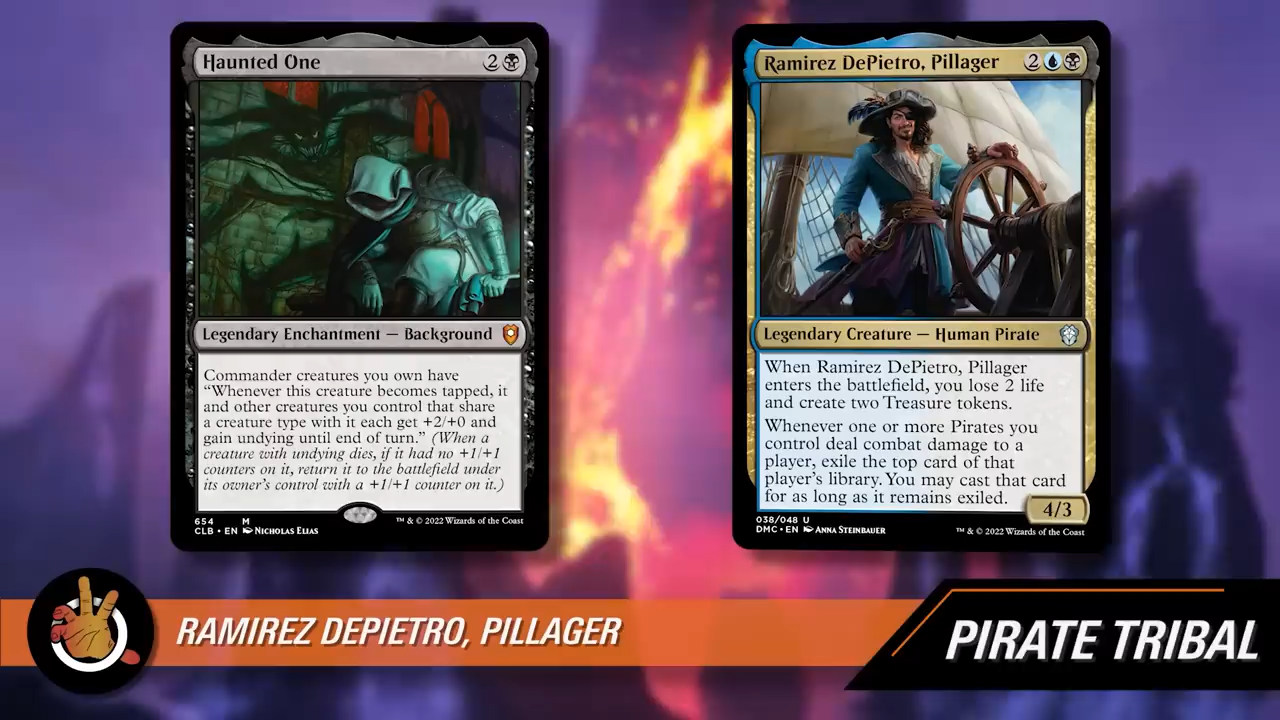 Haunted One 2
Legendary Enchantment — Background
Commander creatures you own have
“Whenever this creature becomes tapped, it
and other creatures you control that share
a creature type with it each get +2/+0 and
gain undying until end of turn.” (When a
creature with undying dies, if it had no +1/+1
counters on it, return it to the battlefield under
its owner’s control with a +1/+1 counter on it.)
654 M
CLB • EN Nicholas Elias ™ & © 2022 Wizards of the Coast
Ramirez DePietro, Pillager 2
Legendary Creature — Human Pirate
When Ramirez DePietro, Pillager
enters the battlefield, you lose 2 life
and create two Treasure tokens.
Whenever one or more Pirates you
control deal combat damage to a
player, exile the top card of that
player’s library. You may cast that card
for as long as it remains exiled.
4/3
038/048 U
DMC • EN Anna Steinbauer ™ & © 2022 Wizards of the Coast
RAMIREZ DEPIETRO, PILLAGER
PIRATE TRIBAL